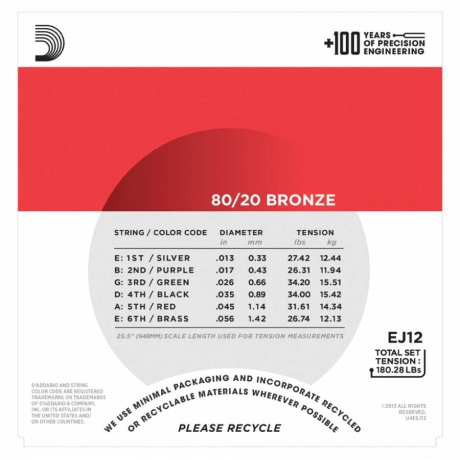 +100 YEARS
OF PRECISION
ENGINEERING
80/20 BRONZE
STRING / COLOR CODE DIAMETER TENSION
in mm lbs kg
E: 1ST / SILVER .013 0.33 27.42 12.44
B: 2ND / PURPLE .017 0.43 26.31 11.94
G: 3RD / GREEN .026 0.66 34.20 15.51
D: 4TH / BLACK .035 0.89 34.00 15.42
A: 5TH / RED .045 1.14 31.61 14.34
E: 6TH / BRASS .056 1.42 26.74 12.13
25.5" (648MM) SCALE LENGTH USED FOR TENSION MEASUREMENTS
EJ12
TOTAL SET
TENSION :
180.28 LBS
D'ADDARIO AND STRING
COLOR CODE ARE REGISTERED
TRADEMARKS OR TRADEMARKS
OF D'ADDARIO & COMPANY,
INC. OR ITS AFFILIATES IN
THE UNITED STATES AND/
OR OTHER COUNTRIES.
WE USE MINIMAL PACKAGING AND INCORPORATE RECYCLED
OR RECYCLABLE MATERIALS WHEREVER POSSIBLE
PLEASE RECYCLE
©2013 ALL RIGHTS
RESERVED.
U4EEJ12